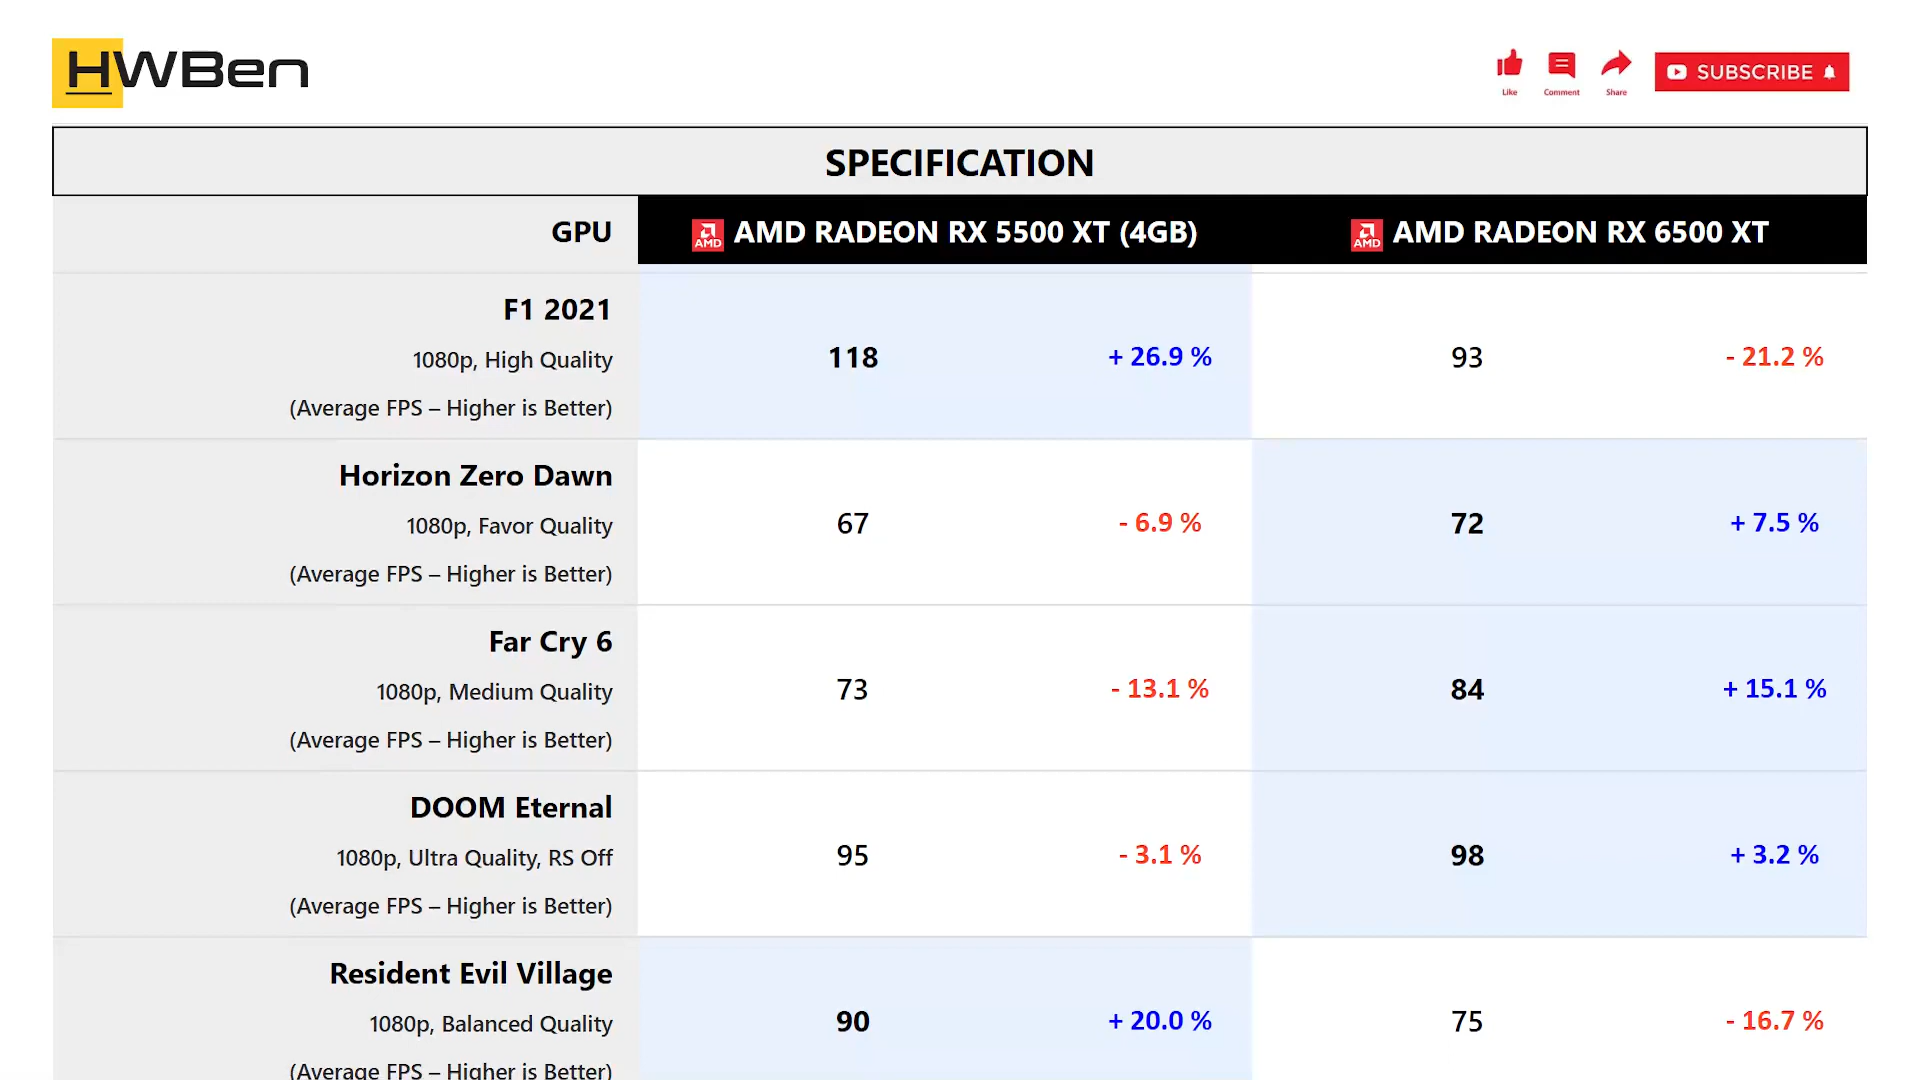 HWBen
Like
Comment
Share
SUBSCRIBE
SPECIFICATION
GPU
AMD AMD RADEON RX 5500 XT (4GB)
AMD AMD RADEON RX 6500 XT
F1 2021
1080p, High Quality
(Average FPS – Higher is Better)
118
+ 26.9 %
93
- 21.2 %
Horizon Zero Dawn
1080p, Favor Quality
(Average FPS – Higher is Better)
67
- 6.9 %
72
+ 7.5 %
Far Cry 6
1080p, Medium Quality
(Average FPS – Higher is Better)
73
- 13.1 %
84
+ 15.1 %
DOOM Eternal
1080p, Ultra Quality, RS Off
(Average FPS – Higher is Better)
95
- 3.1 %
98
+ 3.2 %
Resident Evil Village
1080p, Balanced Quality
(Average FPS – Higher is Better)
90
+ 20.0 %
75
- 16.7 %